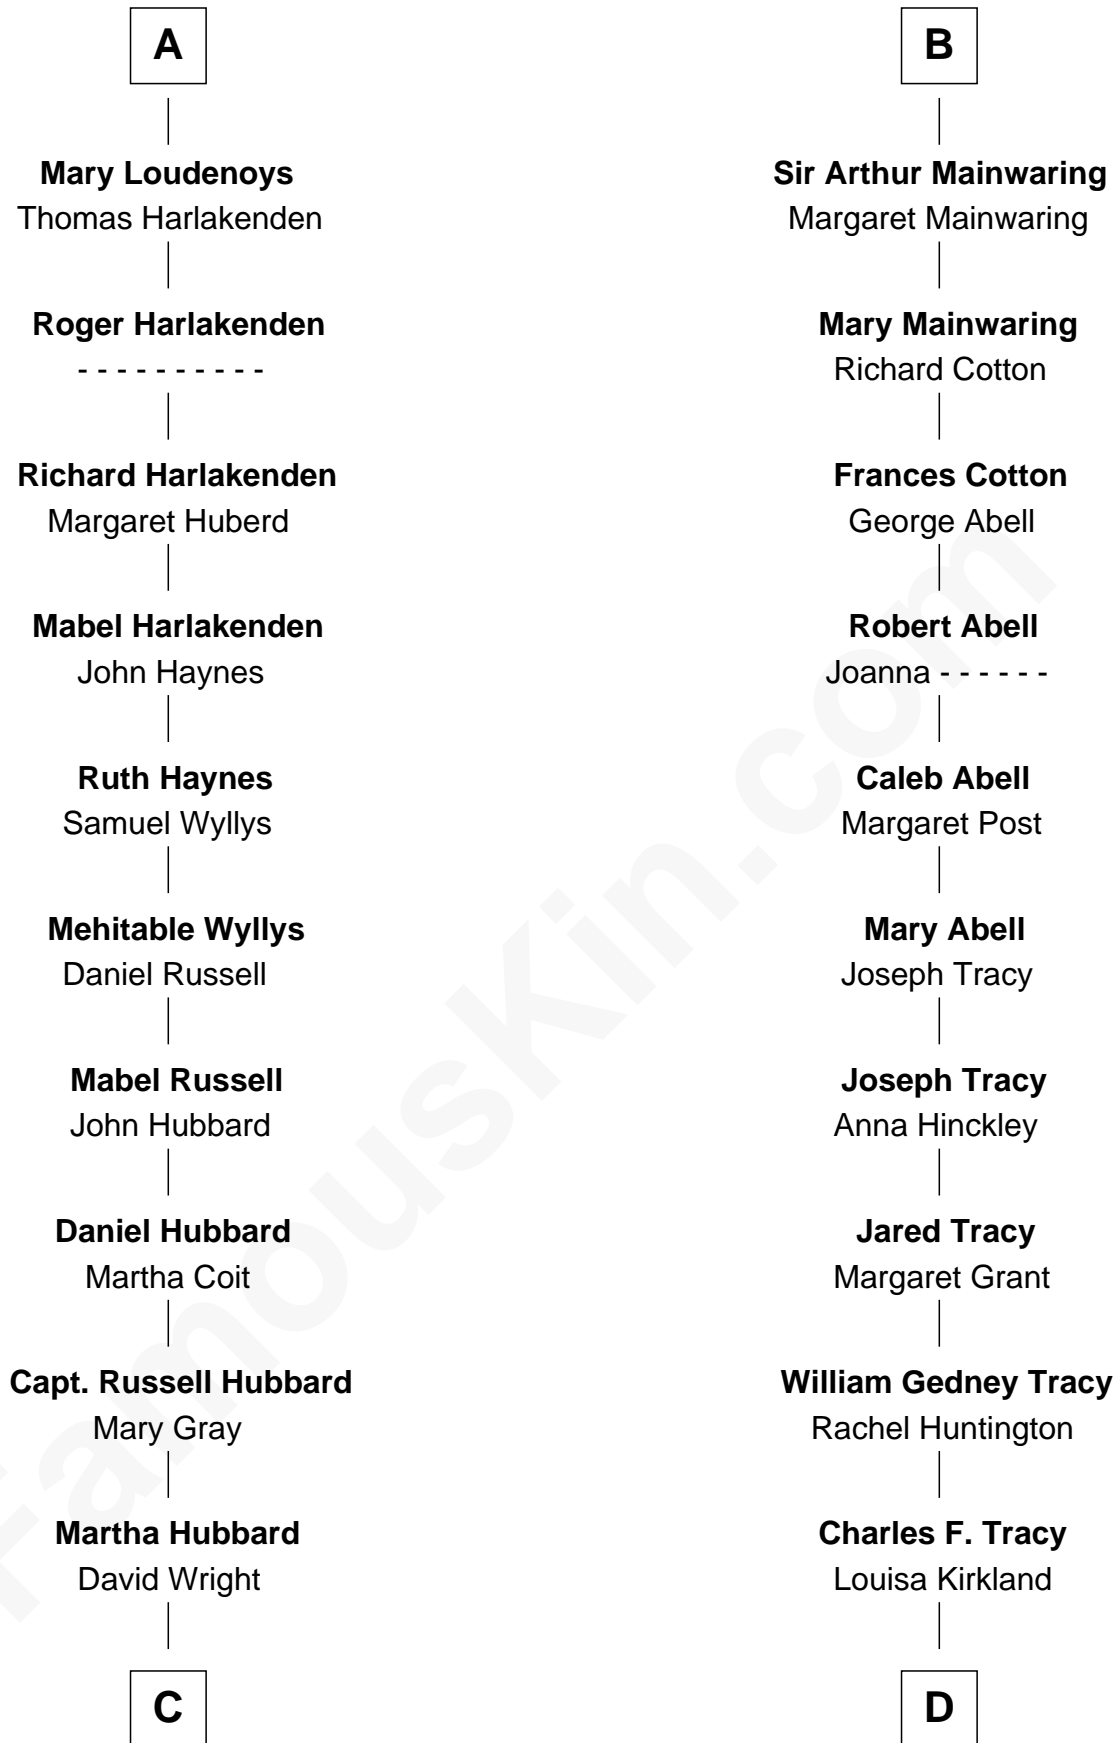 A
Mary Loudenoys
Thomas Harlakenden
Roger Harlakenden
- - - - - - - - - -
Richard Harlakenden
Margaret Huberd
Mabel Harlakenden
John Haynes
Ruth Haynes
Samuel Wyllys
Mehitable Wyllys
Daniel Russell
Mabel Russell
John Hubbard
Daniel Hubbard
Martha Coit
Capt. Russell Hubbard
Mary Gray
Martha Hubbard
David Wright
C
B
Sir Arthur Mainwaring
Margaret Mainwaring
Mary Mainwaring
Richard Cotton
Frances Cotton
George Abell
Robert Abell
Joanna - - - - - -
Caleb Abell
Margaret Post
Mary Abell
Joseph Tracy
Joseph Tracy
Anna Hinckley
Jared Tracy
Margaret Grant
William Gedney Tracy
Rachel Huntington
Charles F. Tracy
Louisa Kirkland
D
FamousKin.com